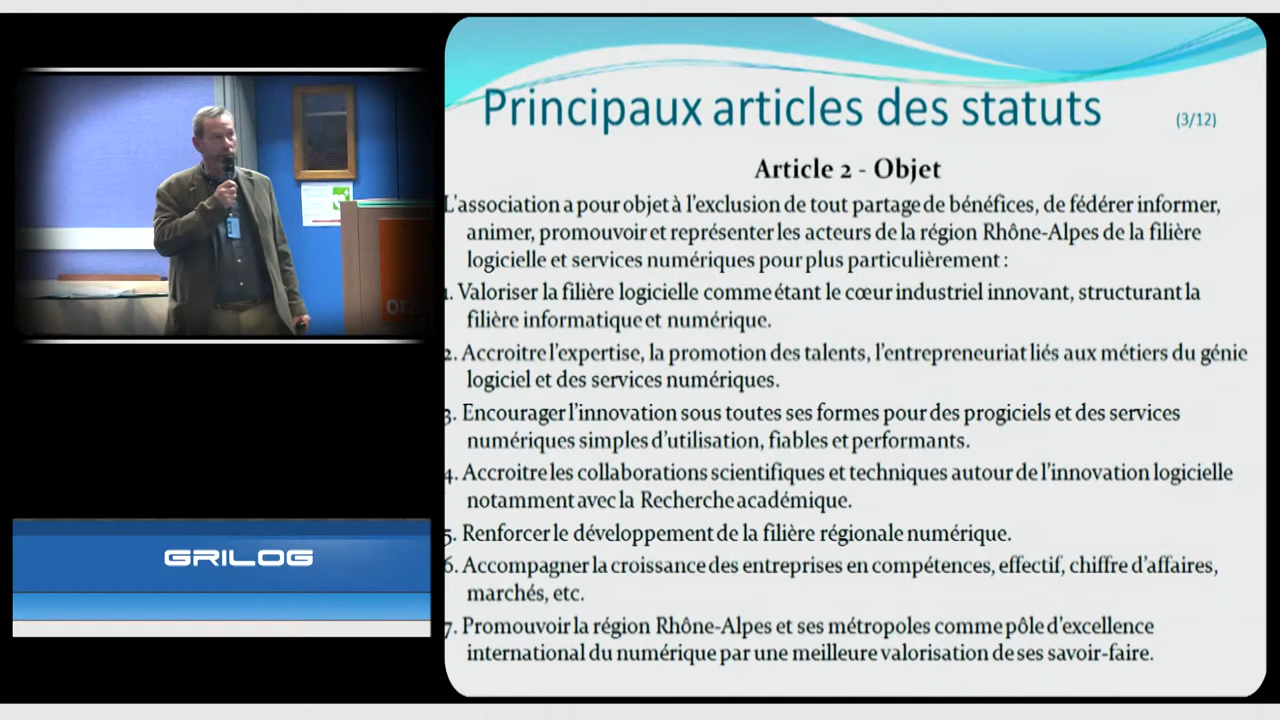 Principaux articles des statuts
(3/12)
Article 2 - Objet
L'association a pour objet à l'exclusion de tout partage de bénéfices, de fédérer informer,
animer, promouvoir et représenter les acteurs de la région Rhône-Alpes de la filière
logicielle et services numériques pour plus particulièrement :
1. Valoriser la filière logicielle comme étant le cœur industriel innovant, structurant la
filière informatique et numérique.
2. Accroitre l'expertise, la promotion des talents, l'entrepreneuriat liés aux métiers du génie
logiciel et des services numériques.
3. Encourager l'innovation sous toutes ses formes pour des progiciels et des services
numériques simples d'utilisation, fiables et performants.
4. Accroitre les collaborations scientifiques et techniques autour de l'innovation logicielle
notamment avec la Recherche académique.
5. Renforcer le développement de la filière régionale numérique.
6. Accompagner la croissance des entreprises en compétences, effectif, chiffre d'affaires,
marchés, etc.
7. Promouvoir la région Rhône-Alpes et ses métropoles comme pôle d'excellence
international du numérique par une meilleure valorisation de ses savoir-faire.
GRILOG